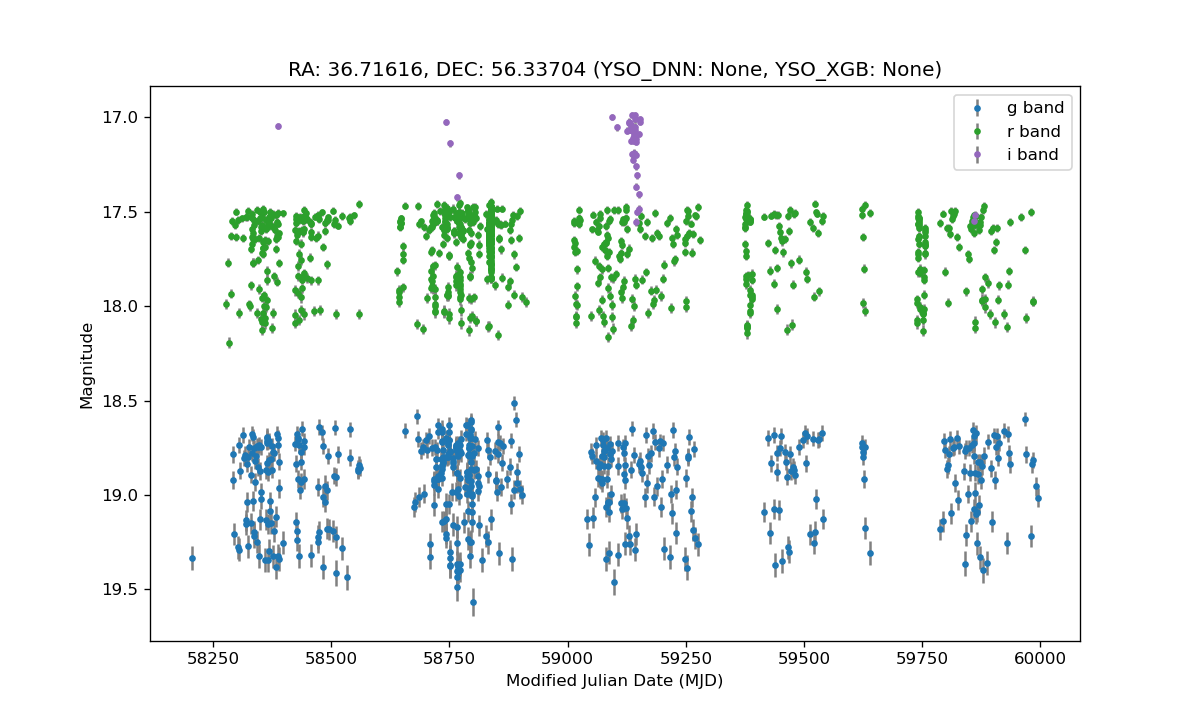 RA: 36.71616, DEC: 56.33704 (YSO_DNN: None, YSO_XGB: None)
g band
r band
i band
17.0
17.5
18.0
18.5
19.0
19.5
Magnitude
58250 58500 58750 59000 59250 59500 59750 60000
Modified Julian Date (MJD)